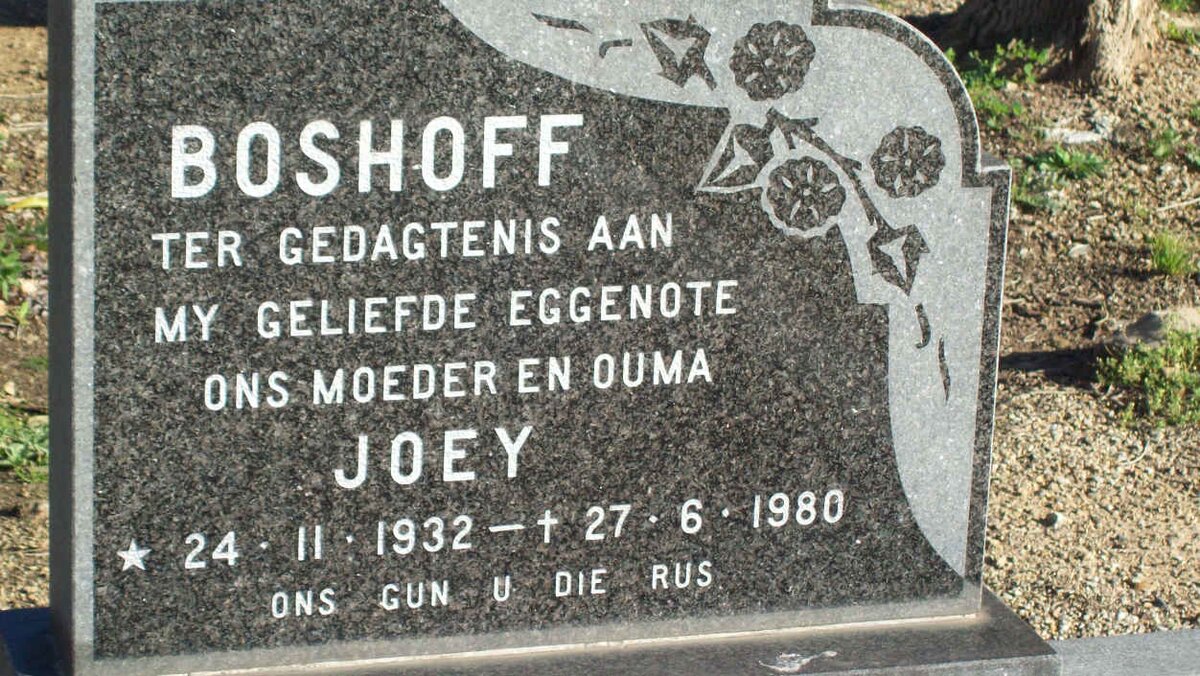 BOSHOFF
TER GEDAGTENIS AAN
MY GELIEFDE EGGENOTE
ONS MOEDER EN OUMA
JOEY
★ 24 · 11 · 1932 — † 27 · 6 · 1980
ONS GUN U DIE RUS